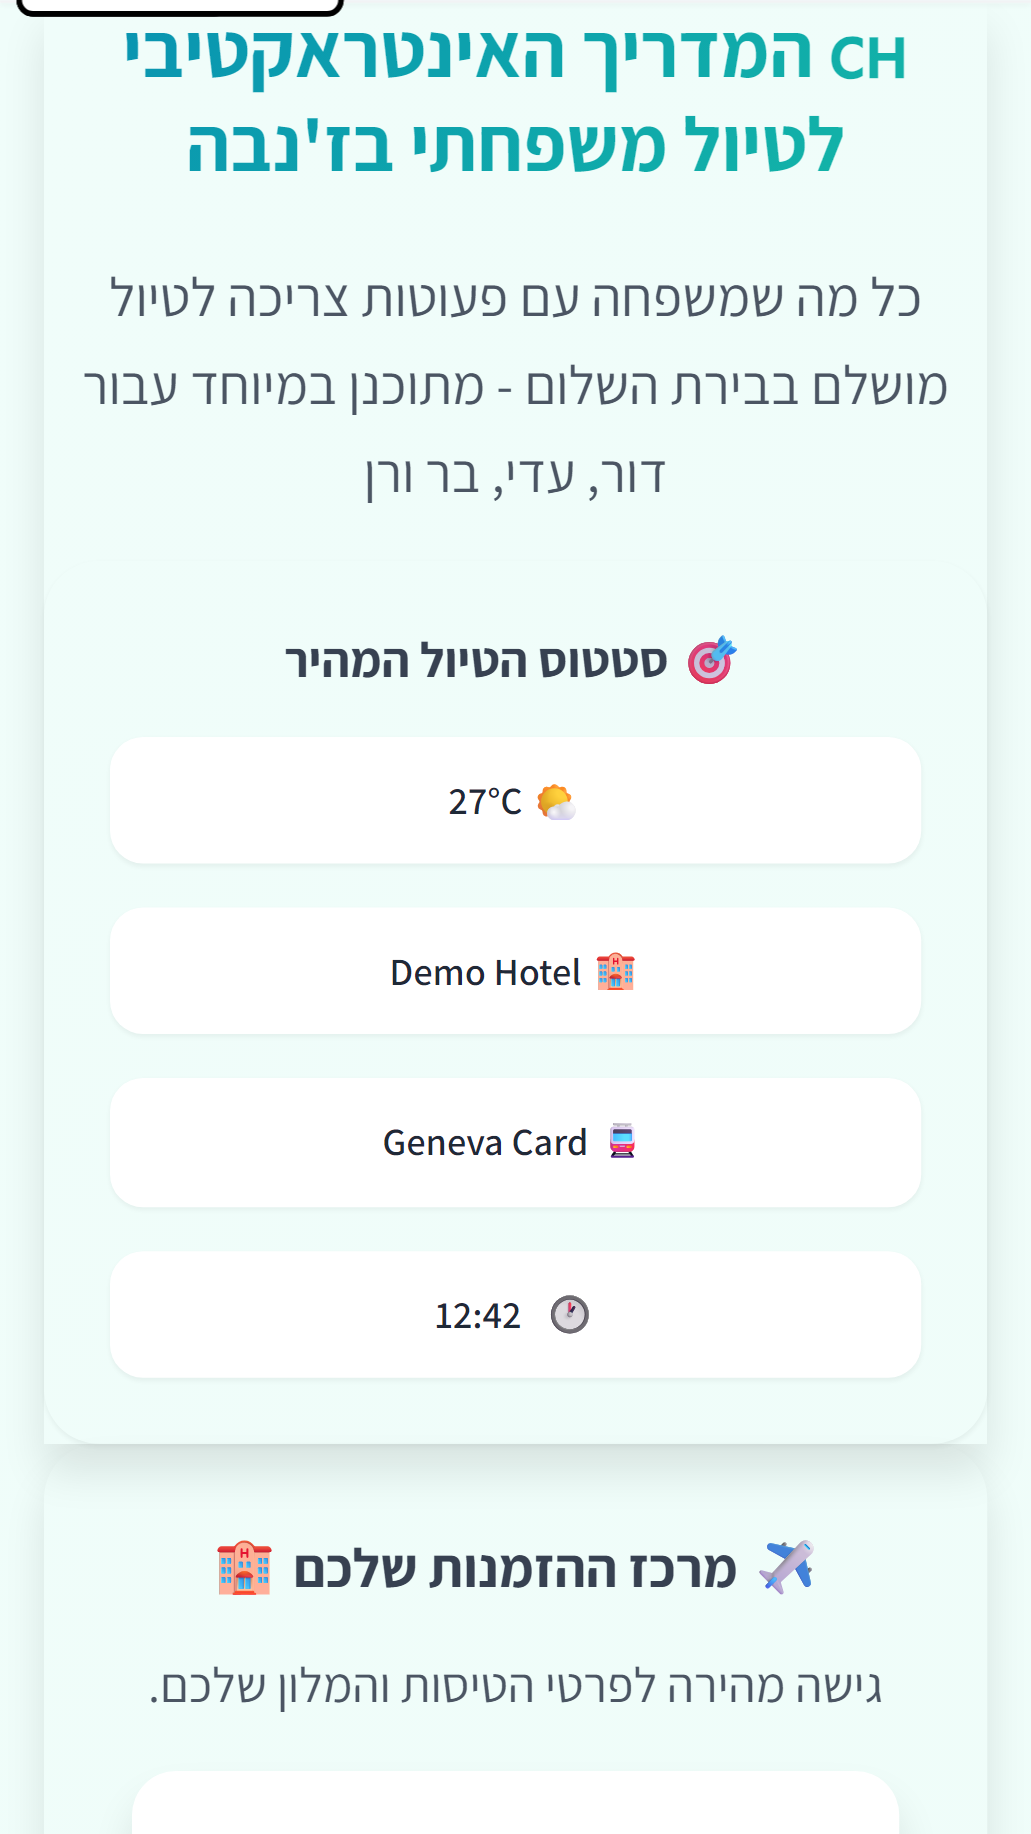 CH המדריך האינטראקטיבי
לטיול משפחתי בז'נבה
כל מה שמשפחה עם פעוטות צריכה לטיול
מושלם בבירת השלום - מתוכנן במיוחד עבור
דור, עדי, בר ורן
🎯 סטטוס הטיול המהיר
🌤️ 27°C
🏨 Demo Hotel
🚆 Geneva Card
🕐 12:42
✈️ מרכז ההזמנות שלכם 🏨
גישה מהירה לפרטי הטיסות והמלון שלכם.